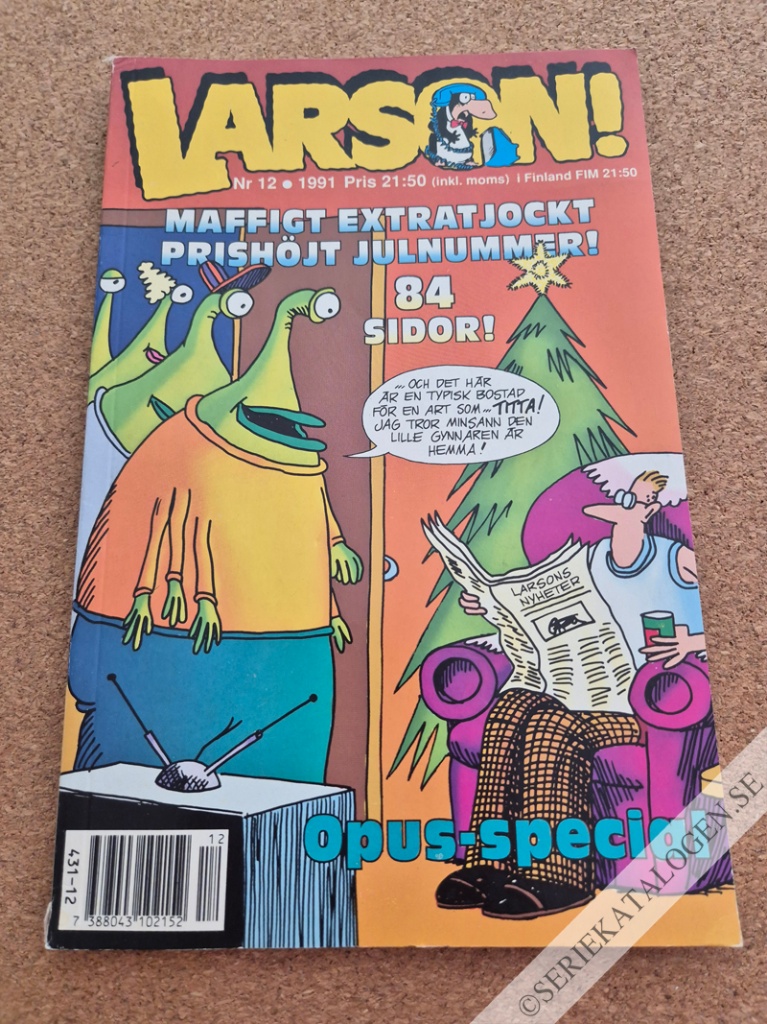 LARSON!
Nr 12 • 1991 Pris 21:50 (inkl. moms) i Finland FIM 21:50
MAFFIGT EXTRATJOCKT
PRISHÖJT JULNUMMER!
84
SIDOR!
... OCH DET HÄR
ÄR EN TYPISK BOSTAD
FÖR EN ART SOM... TITTA!
JAG TROR MINSANN DEN
LILLE GYNNAREN ÄR
HEMMA!
LARSONS
NYHETER
Opus-special
431-12
12
7 388043 102152
©SERIEKATALOGEN.SE